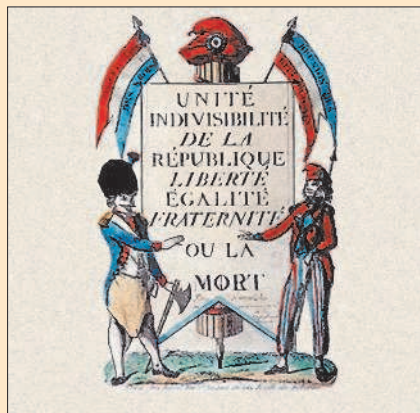 UNITÉ
INDIVISIBILITÉ
DE LA
RÉPUBLIQUE
LIBERTÉ
ÉGALITÉ
FRATERNITÉ
OU LA
MORT